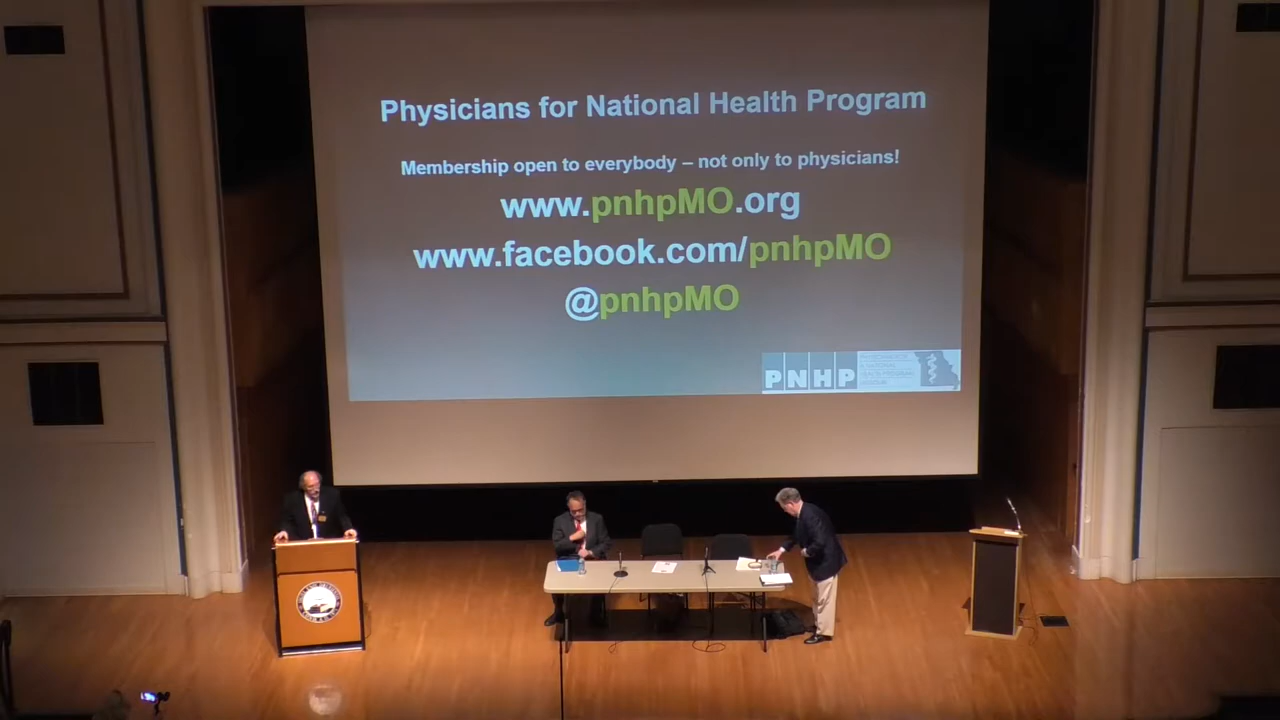 Physicians for National Health Program
Membership open to everybody – not only to physicians!
www.pnhpMO.org
www.facebook.com/pnhpMO
@pnhpMO
PNHP